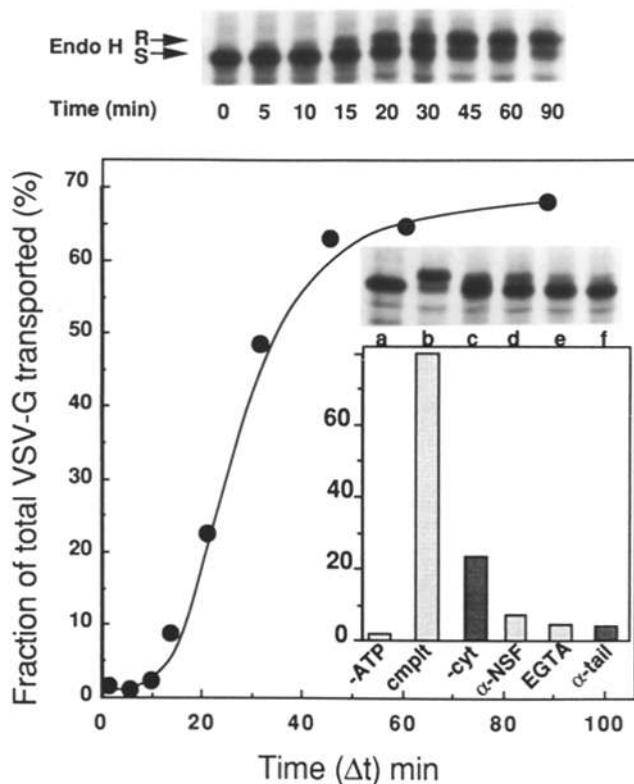 Endo H R
S
Time (min) 0 5 10 15 20 30 45 60 90
Fraction of total VSV-G transported (%)
70
60
50
40
30
20
10
0
a b c d e f
60
40
20
0
-ATP cmplt -cyt α-NSF EGTA α-tail
0 20 40 60 80 100
Time (Δt) min